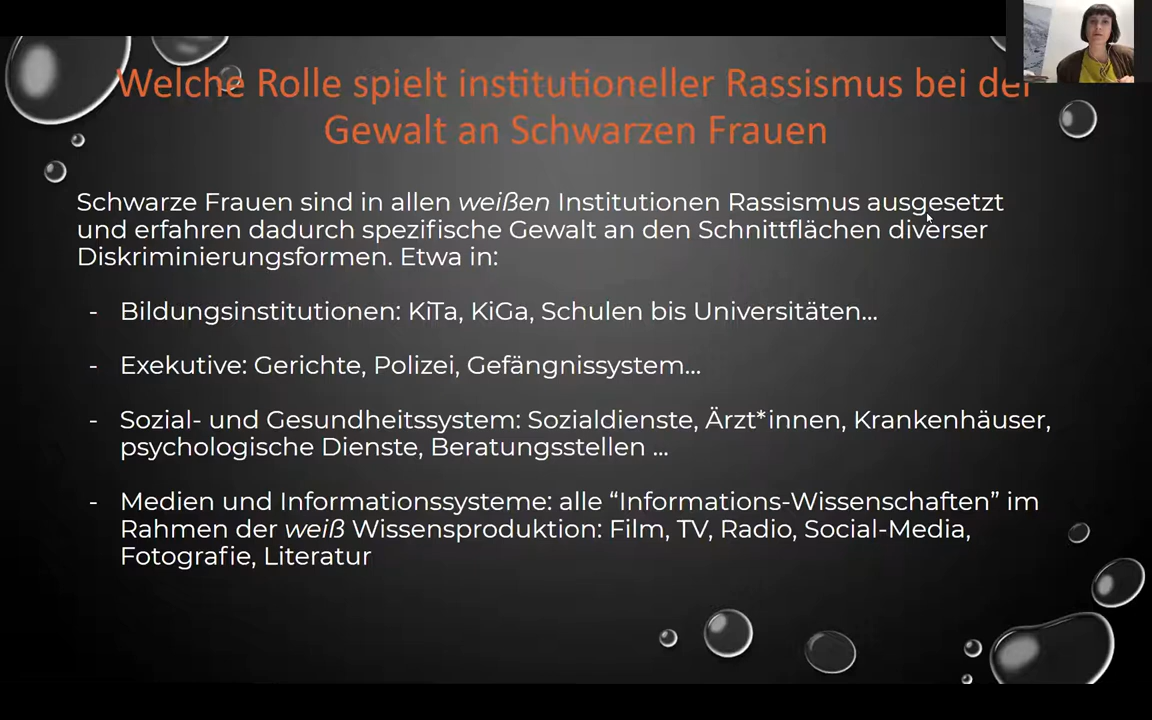 Welche Rolle spielt institutioneller Rassismus bei der
Gewalt an Schwarzen Frauen
Schwarze Frauen sind in allen weißen Institutionen Rassismus ausgesetzt
und erfahren dadurch spezifische Gewalt an den Schnittflächen diverser
Diskriminierungsformen. Etwa in:
- Bildungsinstitutionen: KiTa, KiGa, Schulen bis Universitäten...
- Exekutive: Gerichte, Polizei, Gefängnissystem...
- Sozial- und Gesundheitssystem: Sozialdienste, Ärzt*innen, Krankenhäuser,
psychologische Dienste, Beratungsstellen ...
- Medien und Informationssysteme: alle “Informations-Wissenschaften” im
Rahmen der weiß Wissensproduktion: Film, TV, Radio, Social-Media,
Fotografie, Literatur